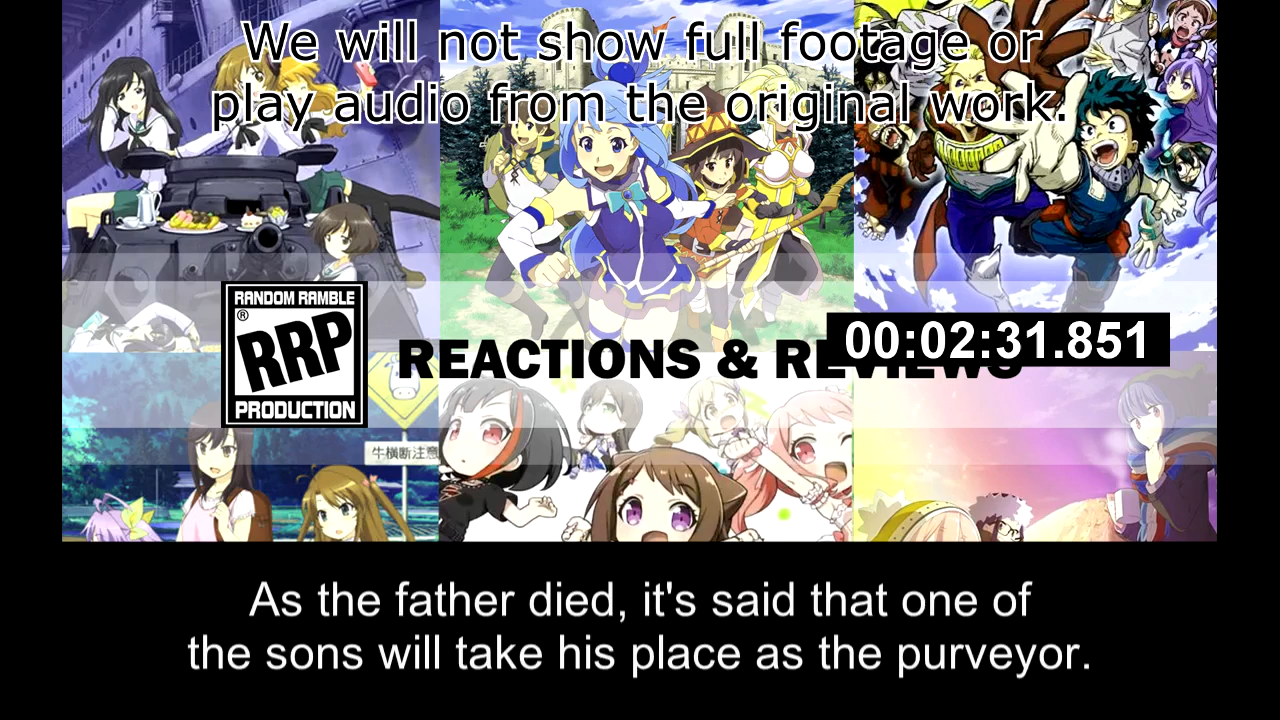 We will not show full footage or
play audio from the original work.
RANDOM RAMBLE
®
RRP
PRODUCTION
REACTIONS & REVIEWS
00:02:31.851
牛横断注意
As the father died, it's said that one of
the sons will take his place as the purveyor.